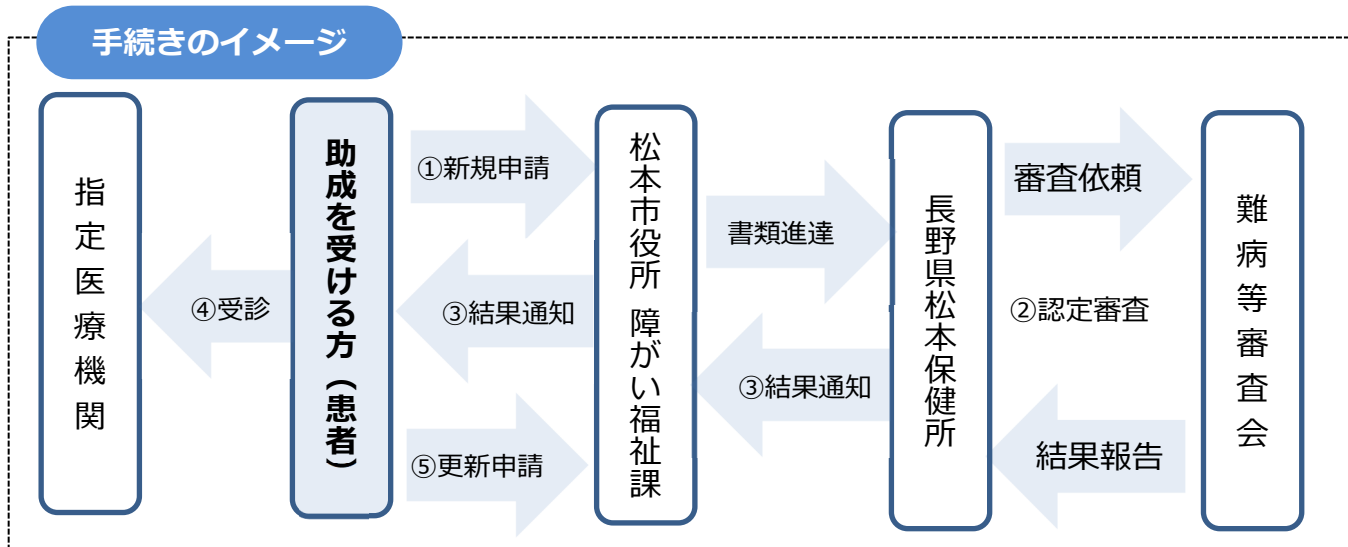 手続きのイメージ
指定医療機関
④受診
助成を受ける方（患者）
①新規申請
③結果通知
⑤更新申請
松本市役所 障がい福祉課
書類進達
③結果通知
長野県松本保健所
審査依頼
②認定審査
結果報告
難病等審査会